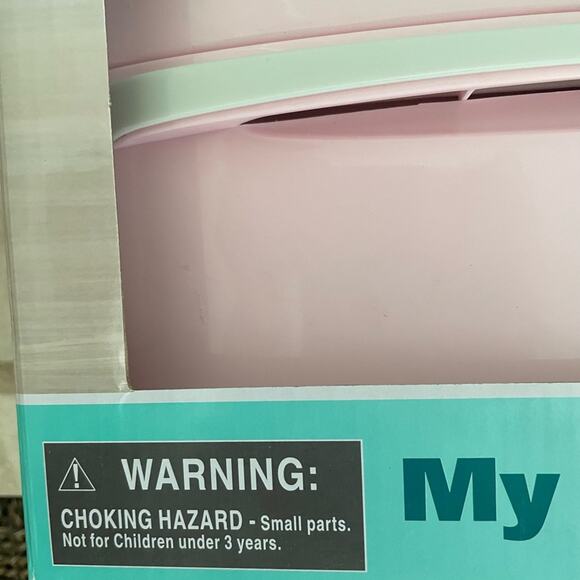 WARNING:
CHOKING HAZARD - Small parts.
Not for Children under 3 years.
My